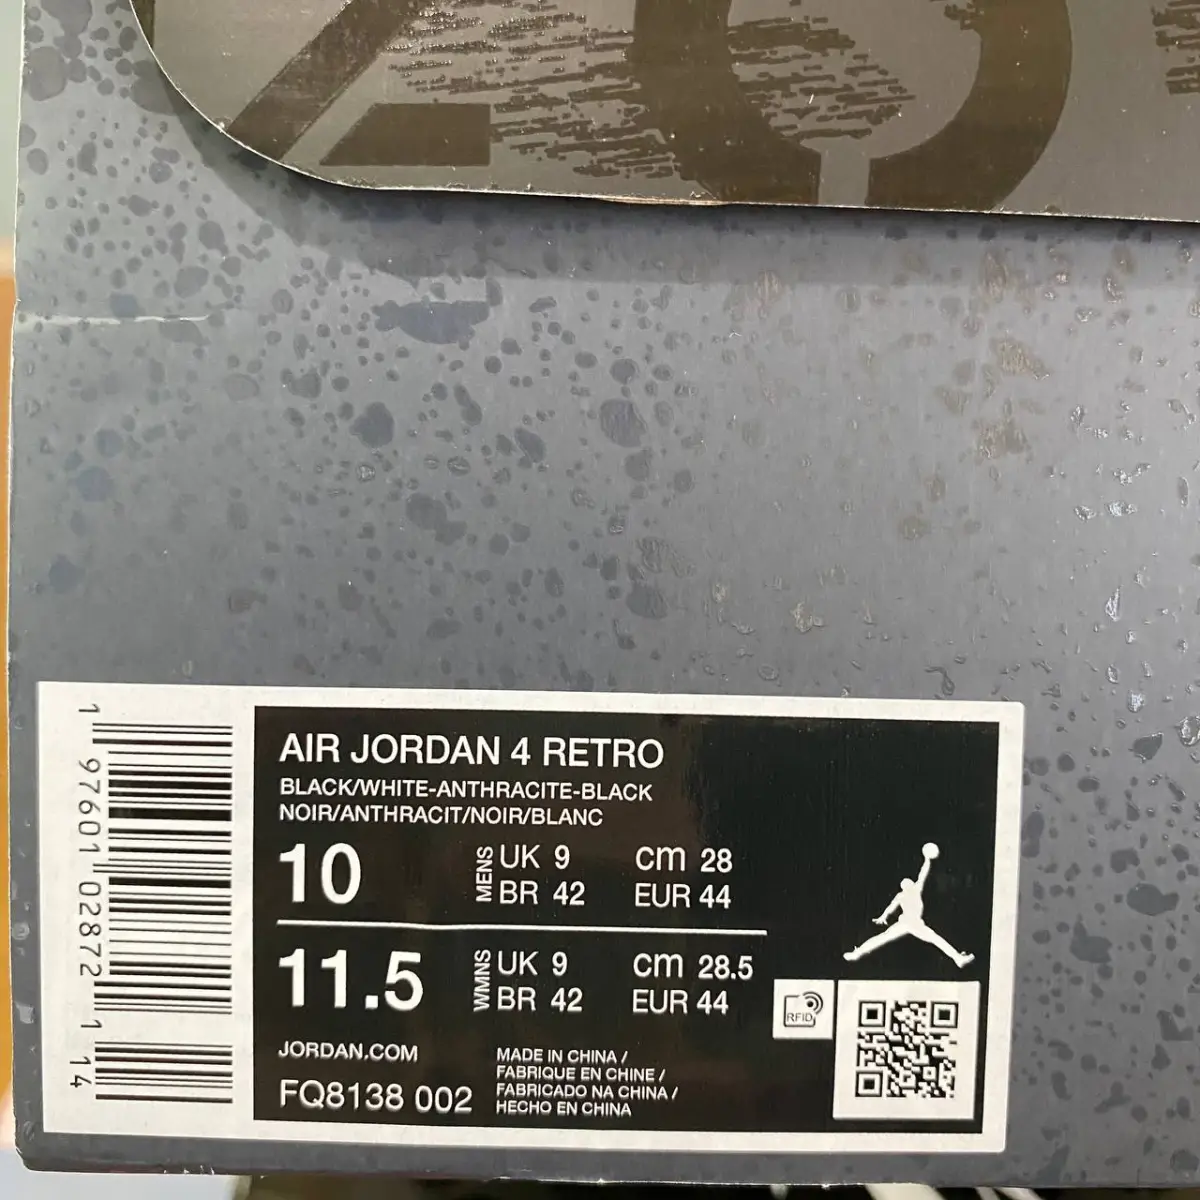 AIR JORDAN 4 RETRO
BLACK/WHITE-ANTHRACITE-BLACK
NOIR/ANTHRACIT/NOIR/BLANC
10 MENS UK 9 cm 28
BR 42 EUR 44
11.5 WMNS UK 9 cm 28.5
BR 42 EUR 44
RFID
JORDAN.COM
FQ8138 002
MADE IN CHINA /
FABRIQUE EN CHINE /
FABRICADO NA CHINA /
HECHO EN CHINA
1 97601 02872 1 14